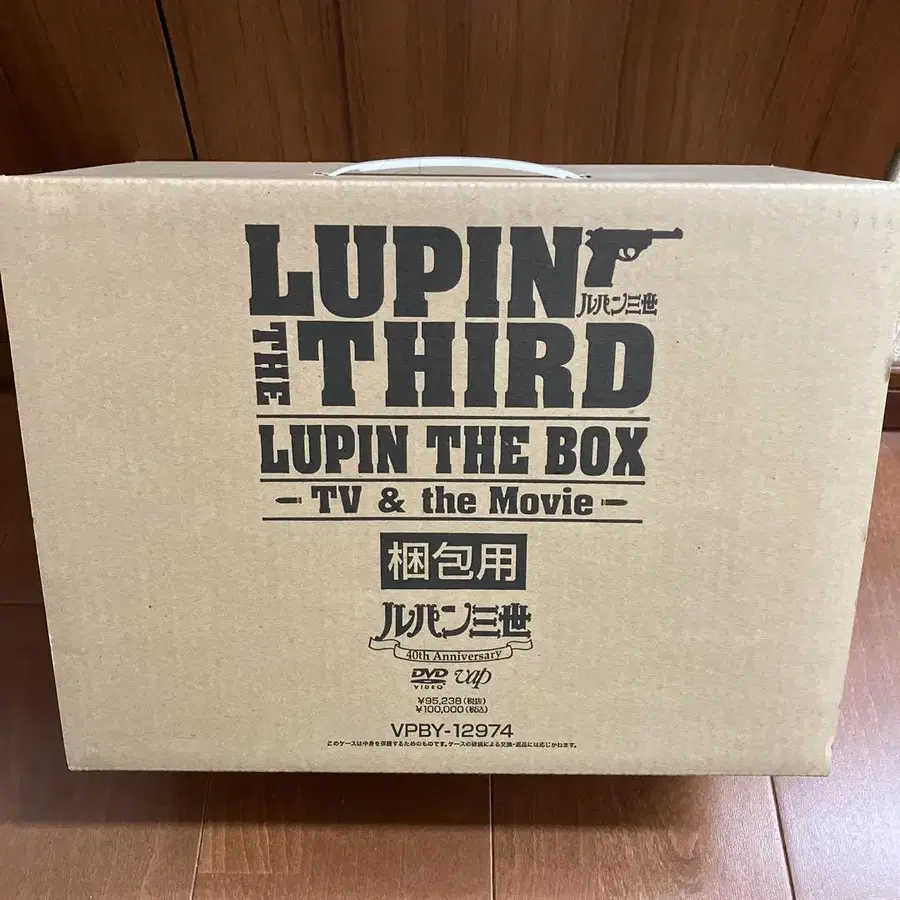 LUPIN
ルパン三世
THE THIRD
LUPIN THE BOX
- TV & the Movie -
梱包用
ルパン三世
40th Anniversary
DVD VIDEO vap
¥95,238(税抜)
¥100,000(税込)
VPBY-12974
このケースは中身を保護するためのものです。ケースの破損による交換・返品には応じかねます。